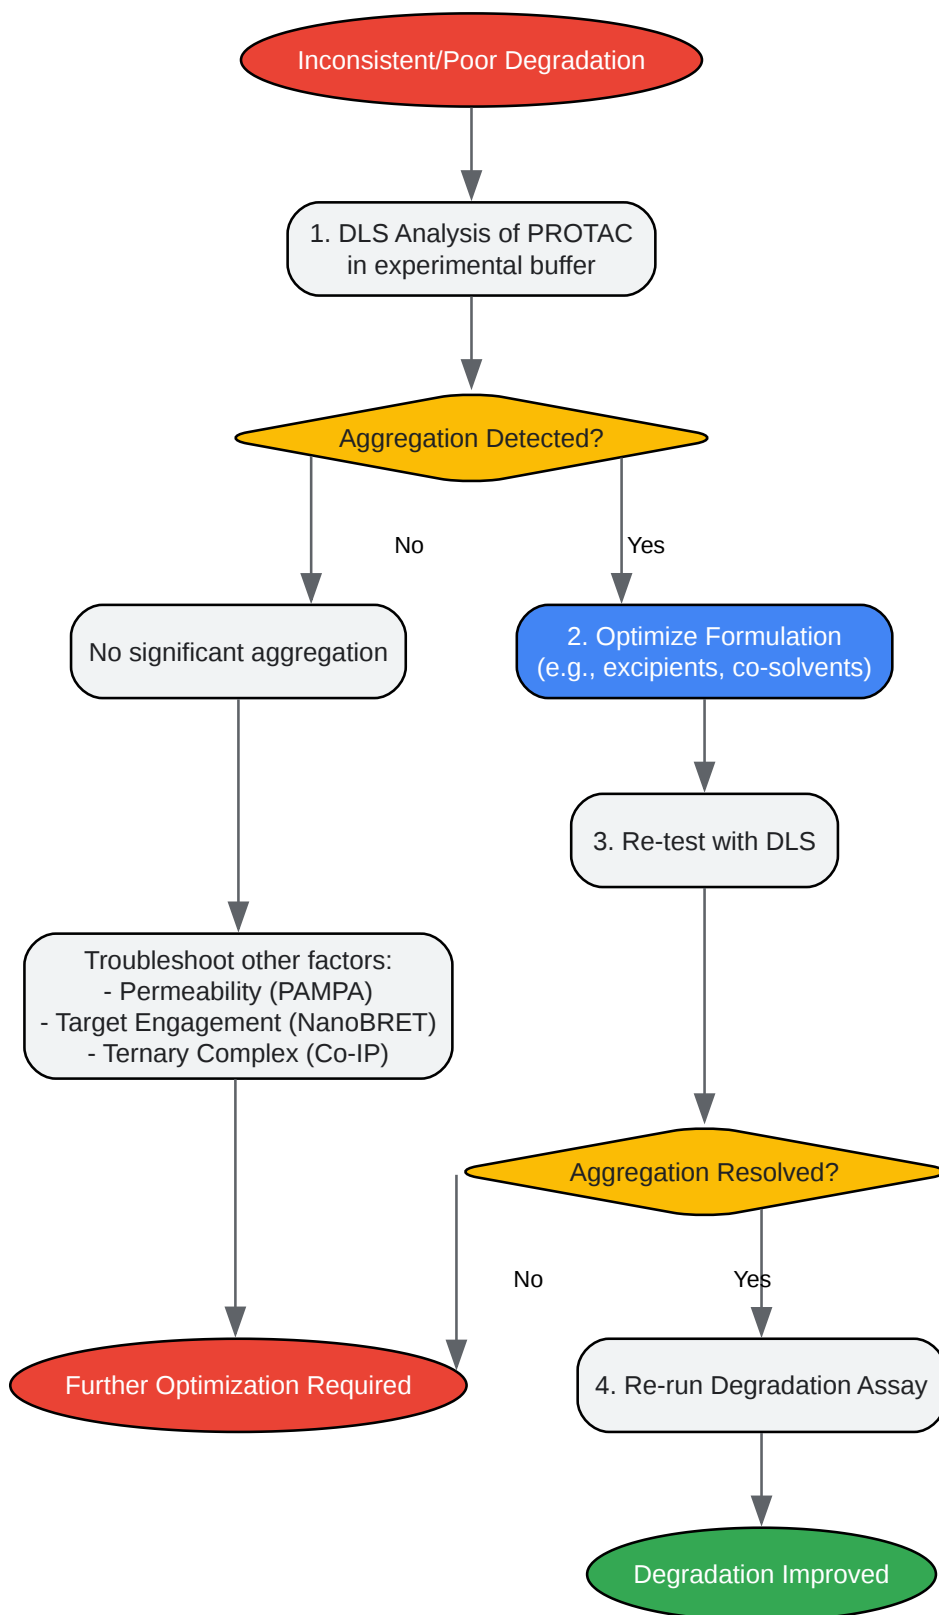 Inconsistent/Poor Degradation
1. DLS Analysis of PROTAC
in experimental buffer
Aggregation Detected?
No
Yes
No significant aggregation
2. Optimize Formulation
(e.g., excipients, co-solvents)
3. Re-test with DLS
Troubleshoot other factors:
- Permeability (PAMPA)
- Target Engagement (NanoBRET)
- Ternary Complex (Co-IP)
Aggregation Resolved?
No
Yes
Further Optimization Required
4. Re-run Degradation Assay
Degradation Improved